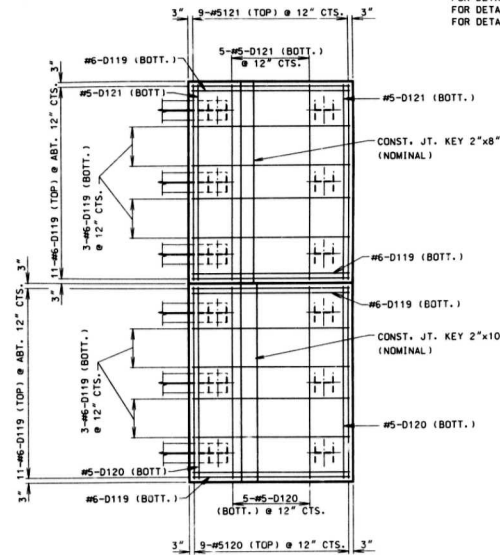 FOR DETA
FOR DETA
3" 9-#5121 (TOP) @ 12" CTS. 3"
5-#5-D121 (BOTT.)
@ 12" CTS.
#6-D119 (BOTT.)
#5-D121 (BOTT)
#5-D121 (BOTT.)
CONST. JT. KEY 2"x8"
(NOMINAL)
3" 11-#6-D119 (TOP) @ ABT. 12" CTS. 3"
3-#6-D119 (BOTT.)
@ 12" CTS.
#6-D119 (BOTT.)
#6-D119 (BOTT.)
CONST. JT. KEY 2"x10
(NOMINAL)
3" 11-#6-D119 (TOP) @ ABT. 12" CTS. 3"
3-#6-D119 (BOTT.)
@ 12" CTS.
#5-D120 (BOTT.)
#5-D120 (BOTT)
#6-D119 (BOTT.)
5-#5-D120
(BOTT.) @ 12" CTS.
3" 9-#5120 (TOP) @ 12" CTS. 3"